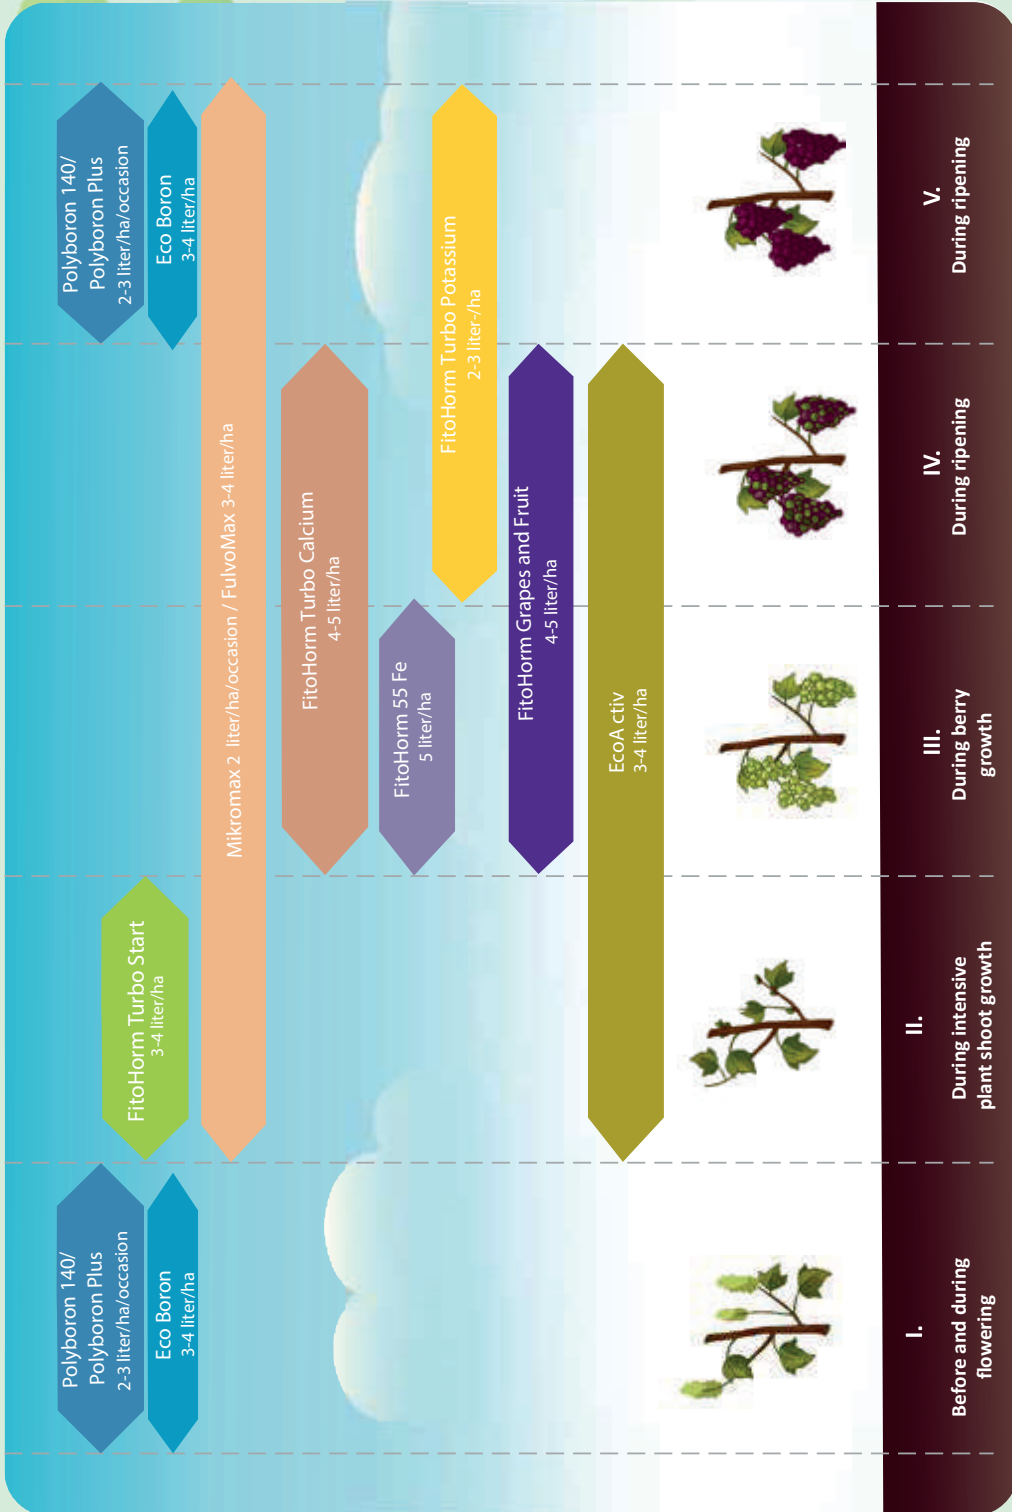 Polyboron 140/
Polyboron Plus
2-3 liter/ha/occasion
Eco Boron
3-4 liter/ha
FitoHorm Turbo Start
3-4 liter/ha
Polyboron 140/
Polyboron Plus
2-3 liter/ha/occasion
Eco Boron
3-4 liter/ha
Mikromax 2 liter/ha/occasion / FulvoMax 3-4 liter/ha
FitoHorm Turbo Calcium
4-5 liter/ha
FitoHorm 55 Fe
5 liter/ha
FitoHorm Turbo Potassium
2-3 liter-/ha
FitoHorm Grapes and Fruit
4-5 liter/ha
EcoA ctiv
3-4 liter/ha
I.
Before and during
flowering
II.
During intensive
plant shoot growth
III.
During berry
growth
IV.
During ripening
V.
During ripening